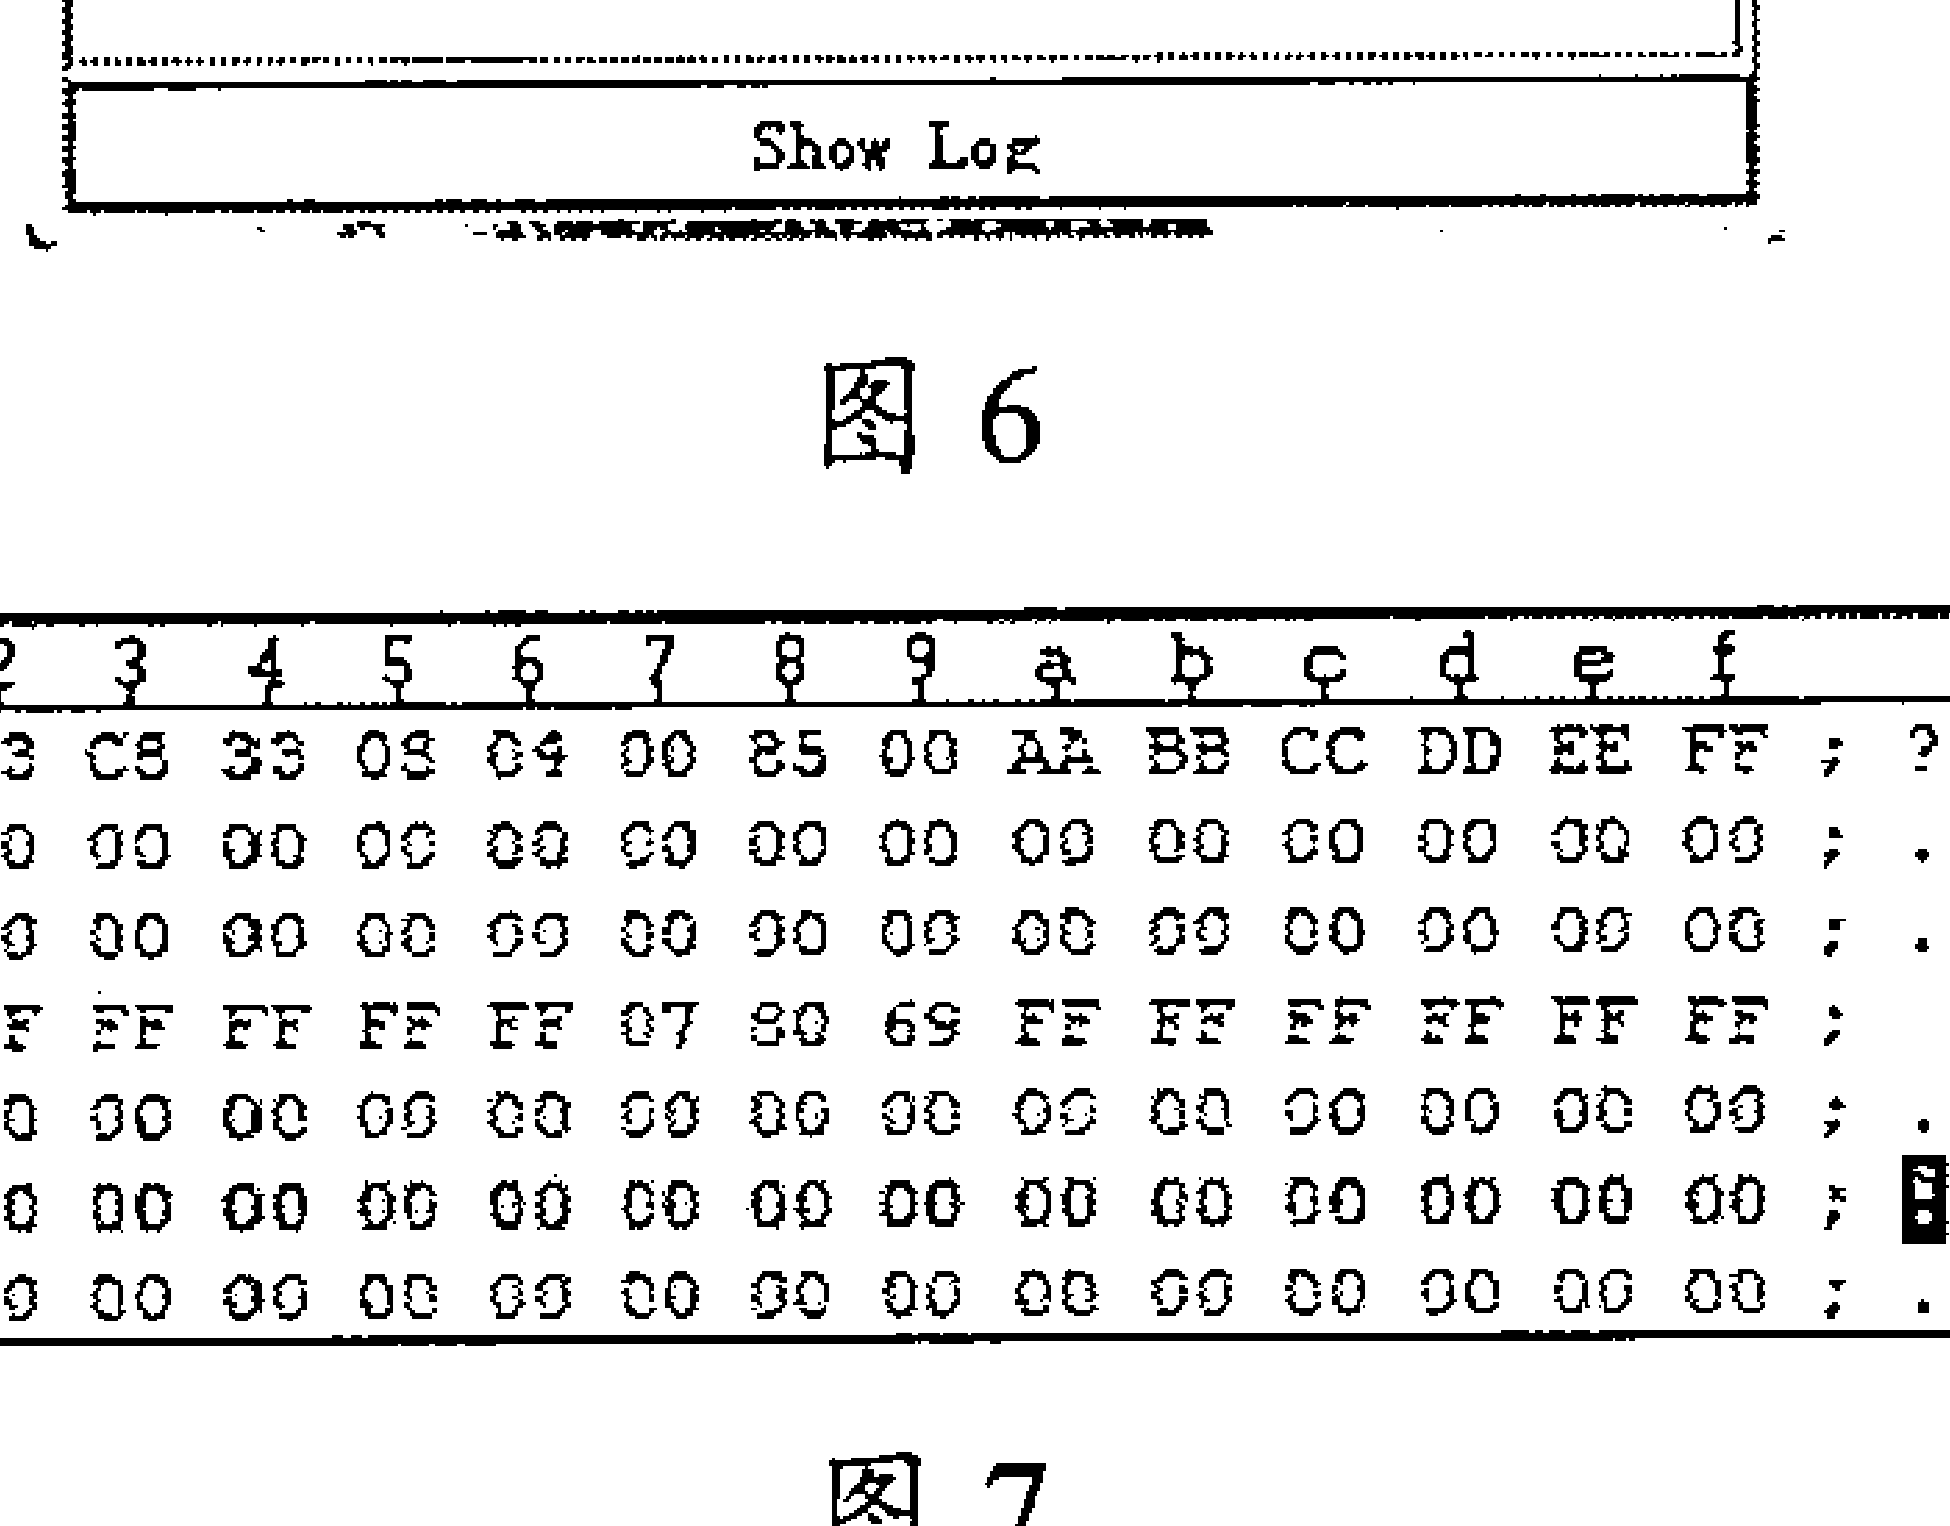 Show Log
图 6
2 3 4 5 6 7 8 9 a b c d e f
3 C8 33 08 04 00 85 00 AA BB CC DD EE FF ; ?
0 00 00 00 00 00 00 00 00 00 00 00 00 00 ; .
0 00 00 00 00 00 00 00 00 00 00 00 00 00 ; .
F FF FF FF FF 07 80 69 FF FF FF FF FF FF ;
0 00 00 00 00 00 00 00 00 00 00 00 00 00 ; .
0 00 00 00 00 00 00 00 00 00 00 00 00 00 ;
0 00 00 00 00 00 00 00 00 00 00 00 00 00 ; .
图 7